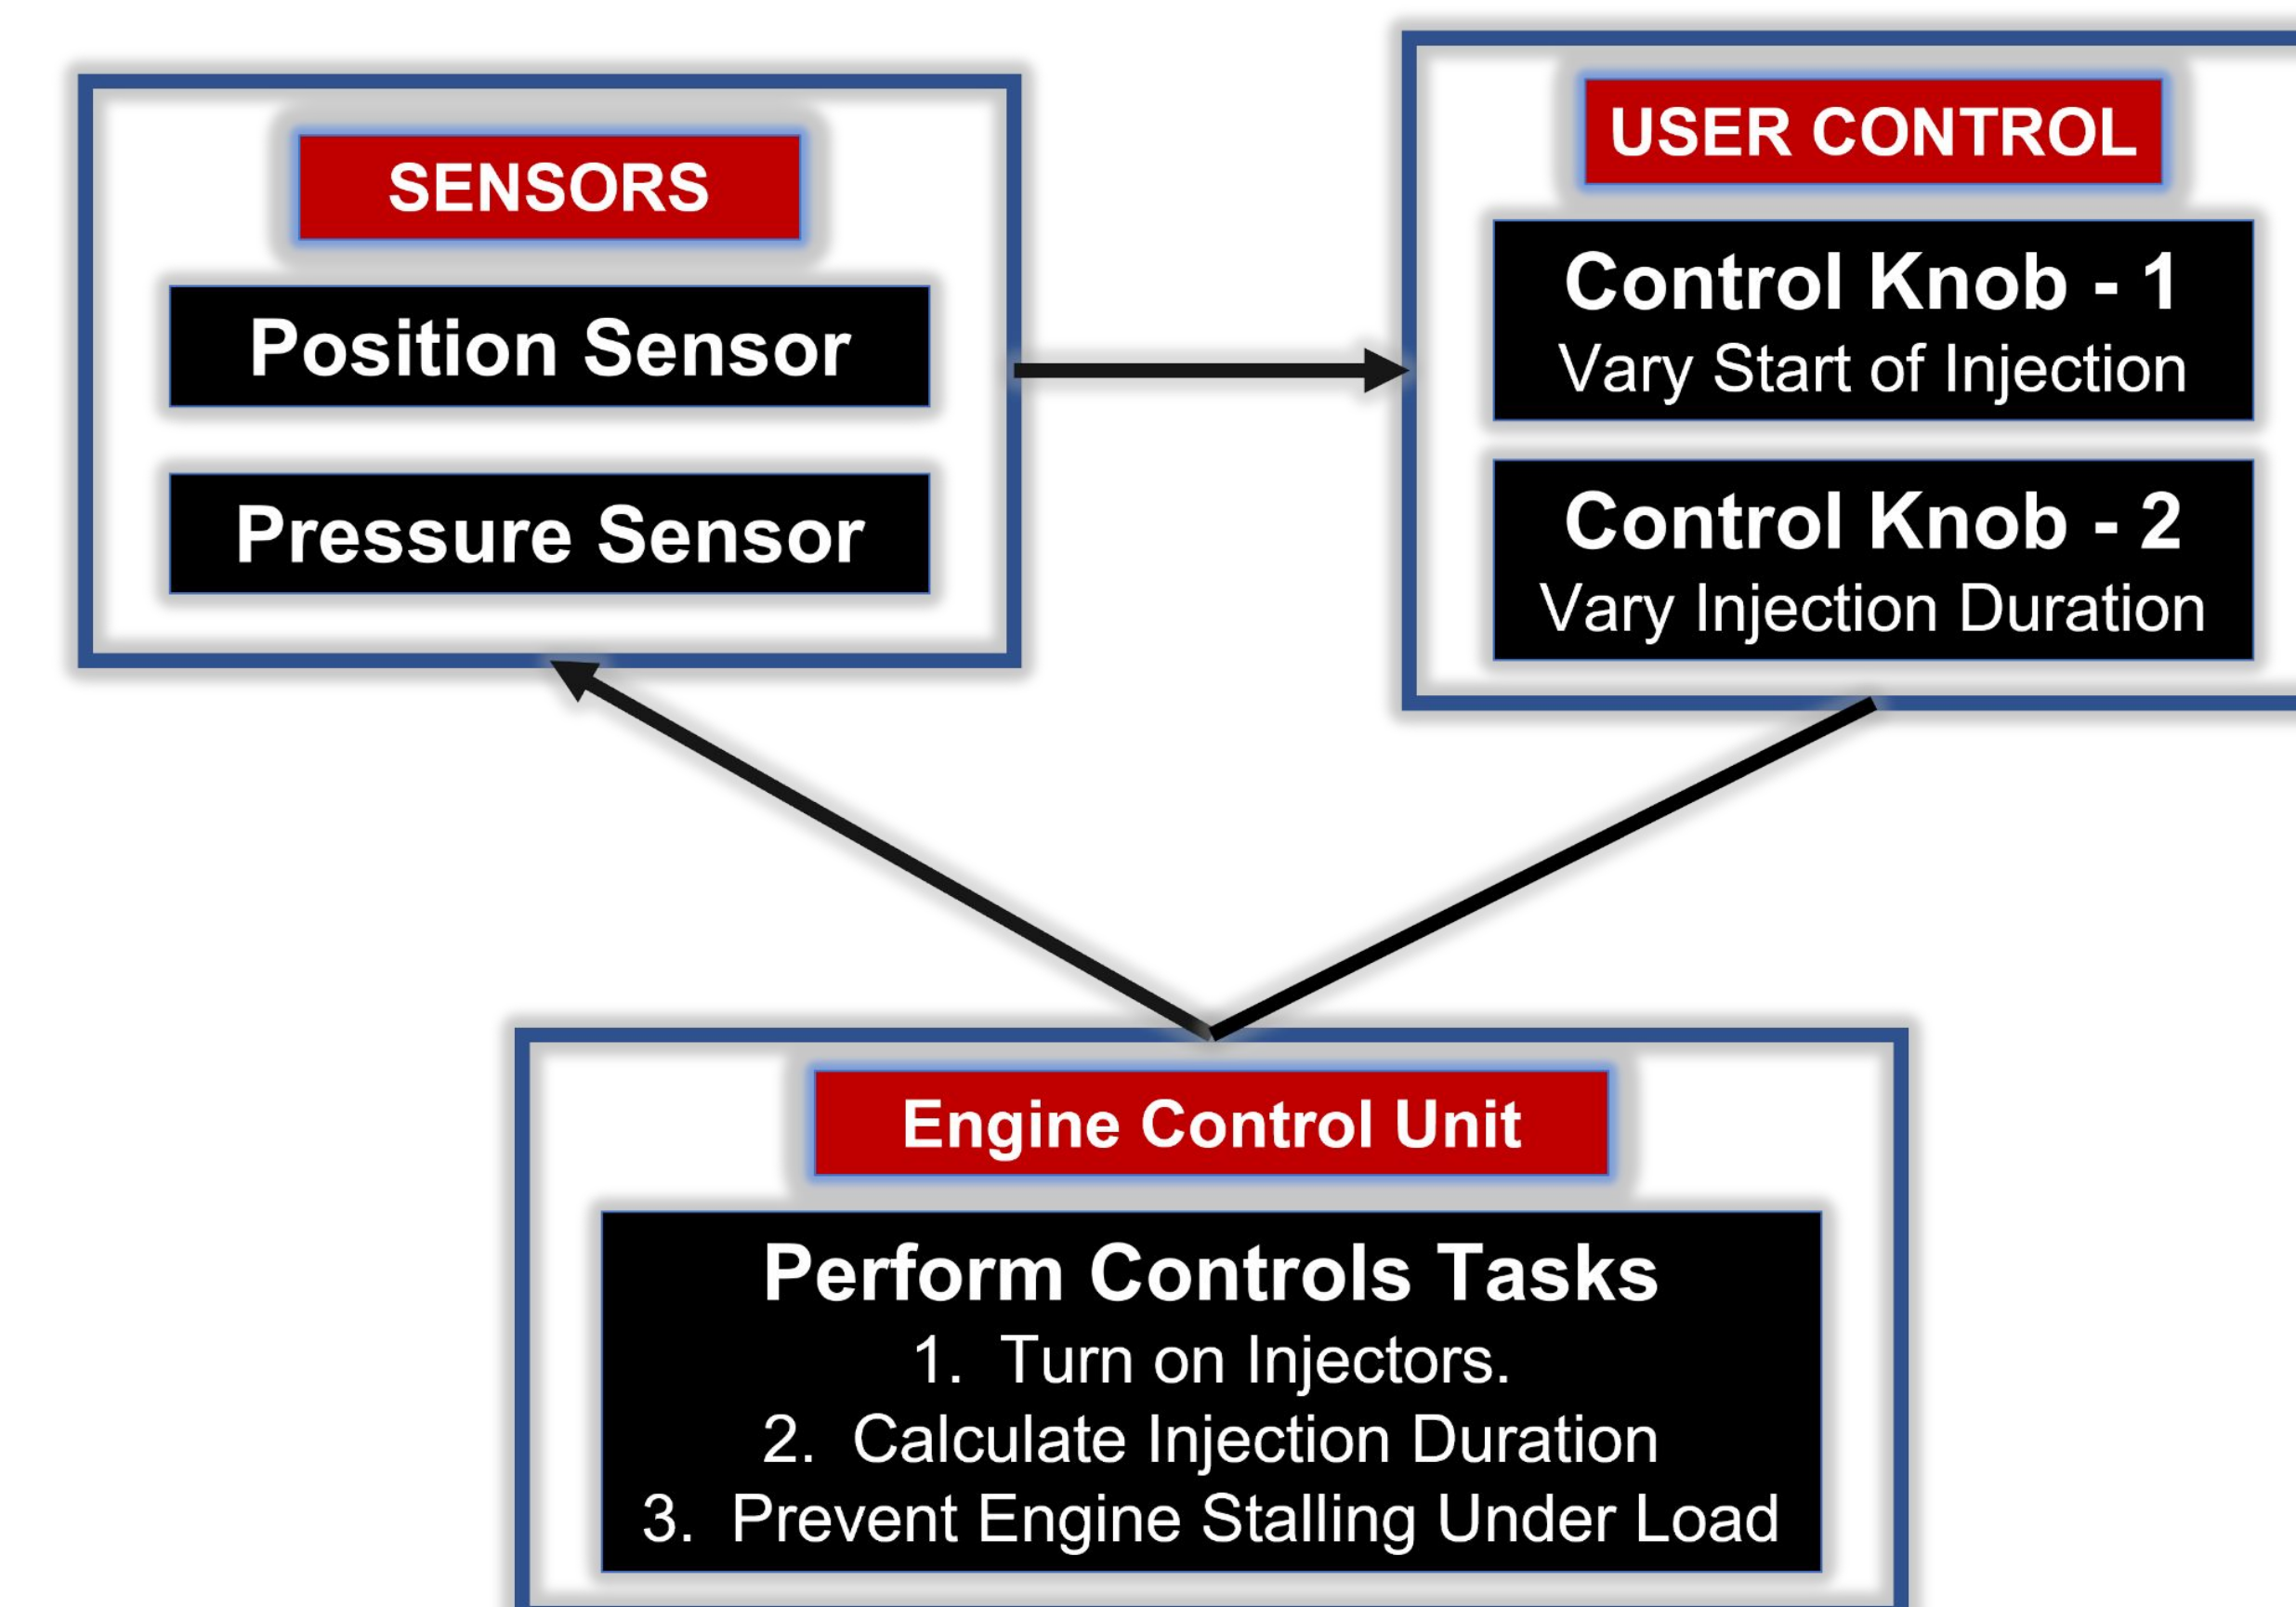 SENSORS
Position Sensor
Pressure Sensor
USER CONTROL
Control Knob - 1
Vary Start of Injection
Control Knob - 2
Vary Injection Duration
Engine Control Unit
Perform Controls Tasks
1. Turn on Injectors.
2. Calculate Injection Duration
3. Prevent Engine Stalling Under Load